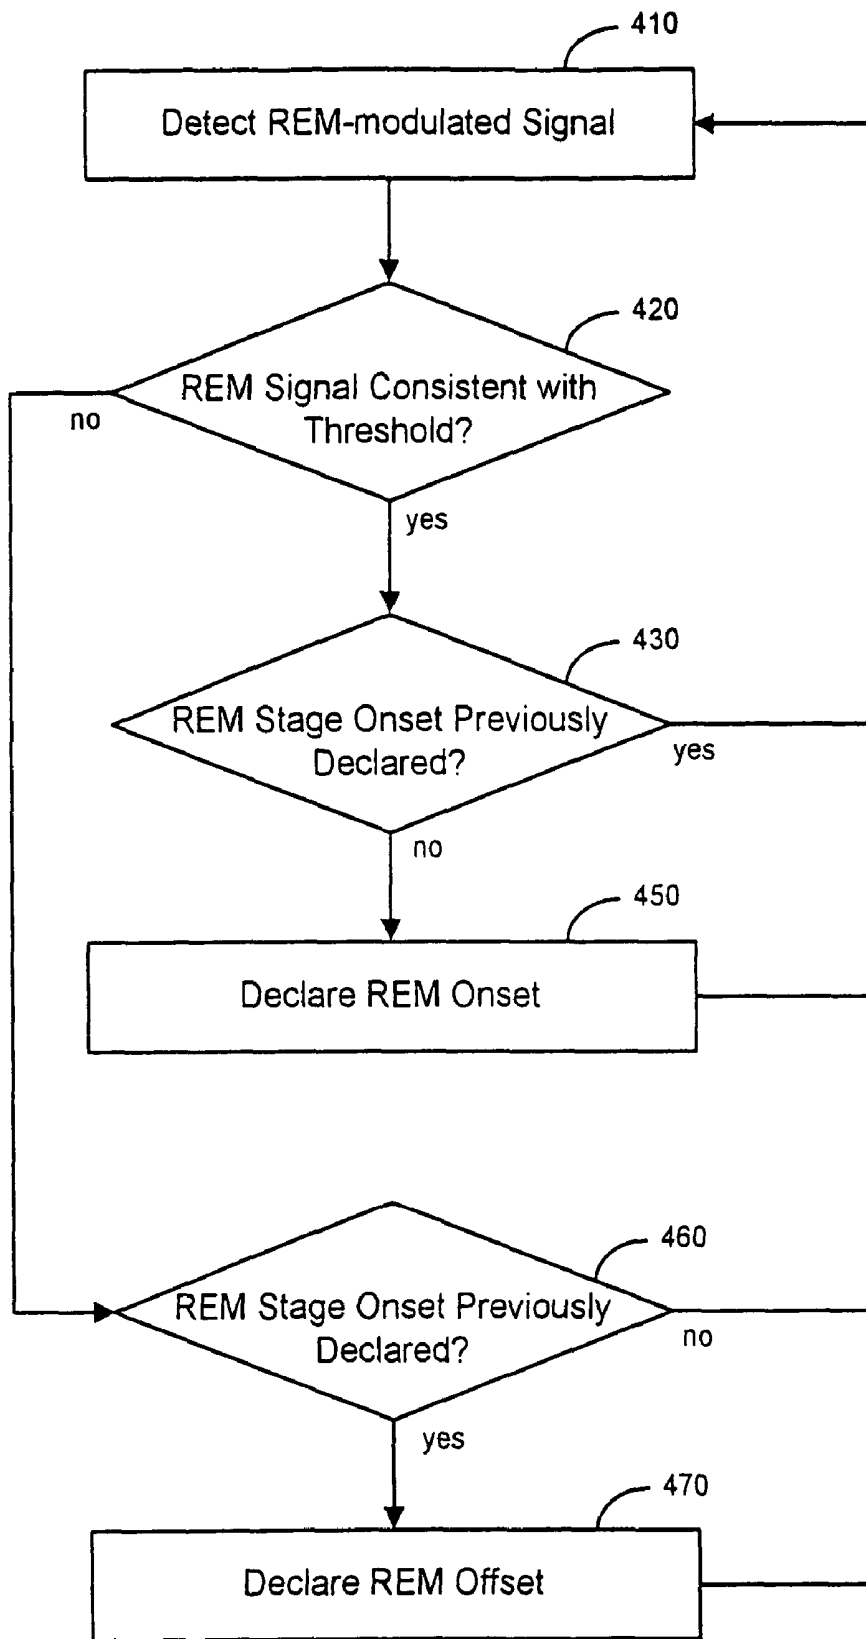 410
Detect REM-modulated Signal
420
REM Signal Consistent with
Threshold?
no
yes
430
REM Stage Onset Previously
Declared?
yes
no
450
Declare REM Onset
460
REM Stage Onset Previously
Declared?
no
yes
470
Declare REM Offset